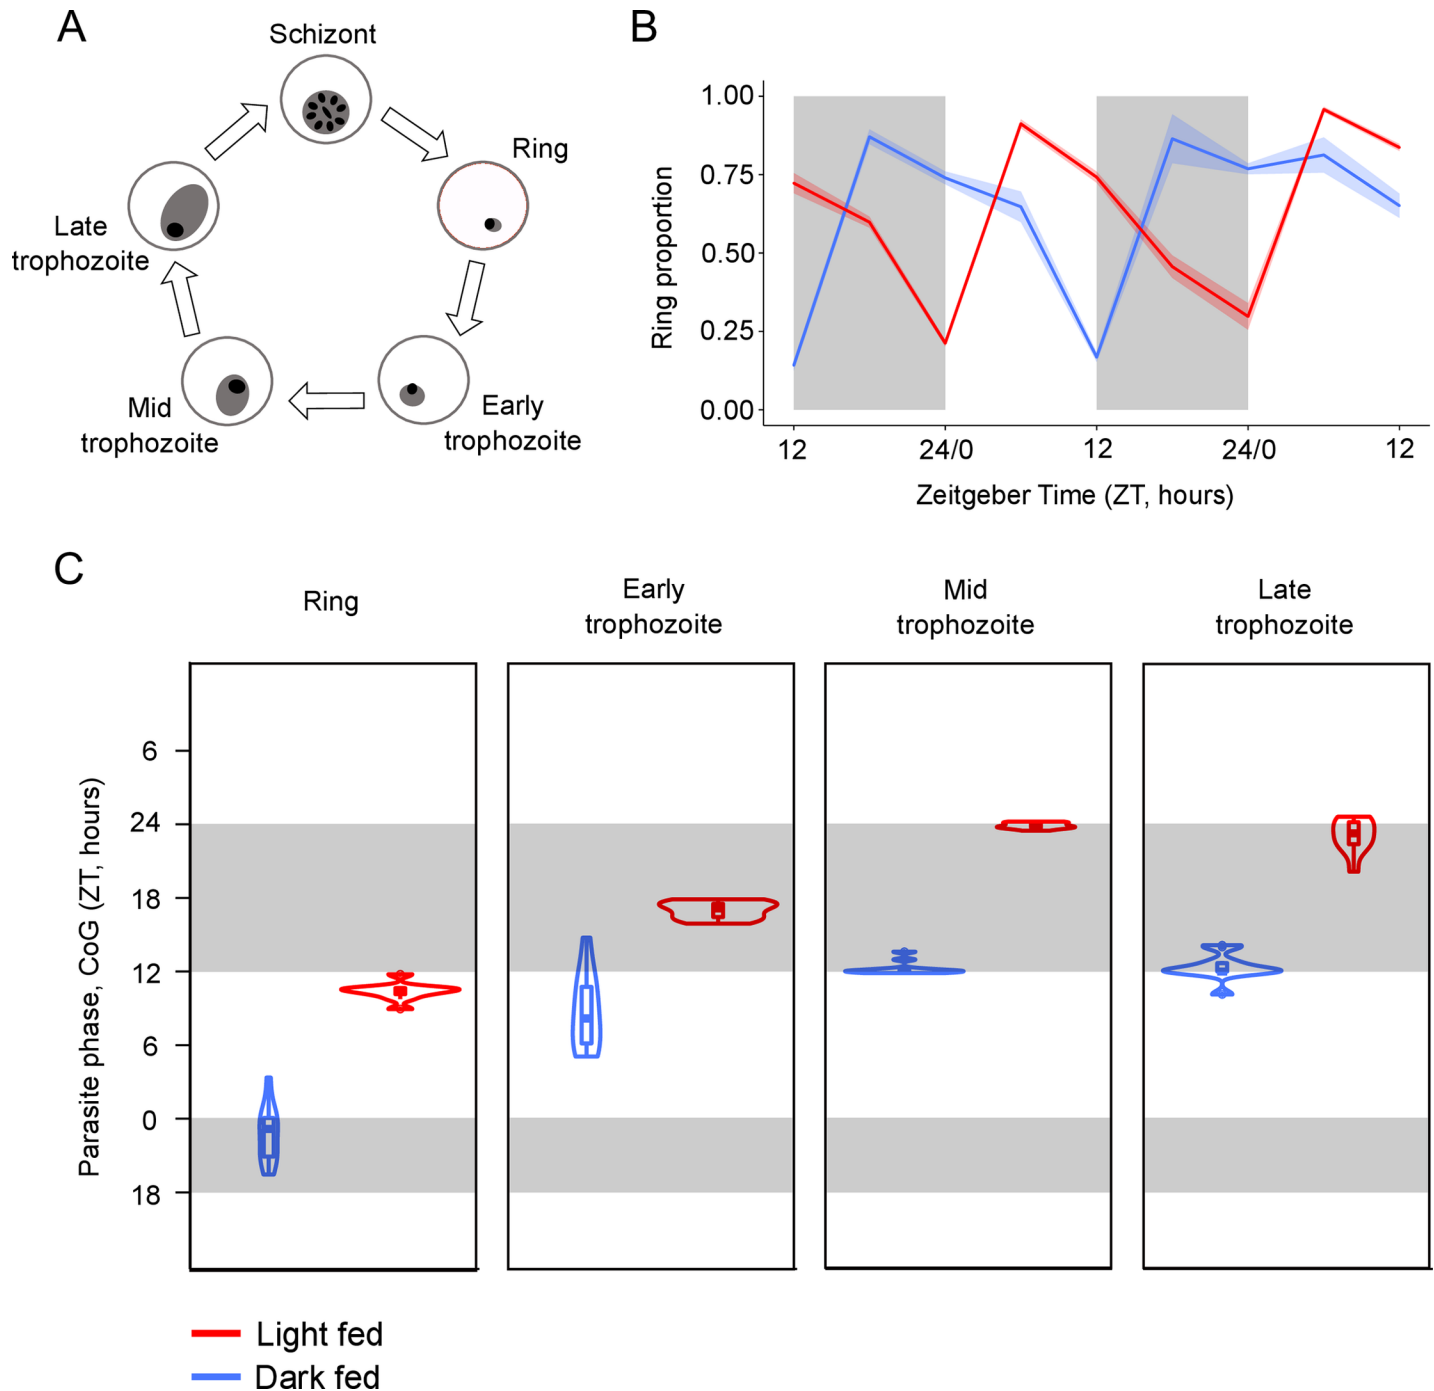 A
Schizont
Ring
Late
trophozoite
Mid
trophozoite
Early
trophozoite
B
1.00
0.75
0.50
0.25
0.00
Ring proportion
12 24/0 12 24/0 12
Zeitgeber Time (ZT, hours)
C
Ring
Early
trophozoite
Mid
trophozoite
Late
trophozoite
6
24
18
12
6
0
18
Parasite phase, CoG (ZT, hours)
Light fed
Dark fed